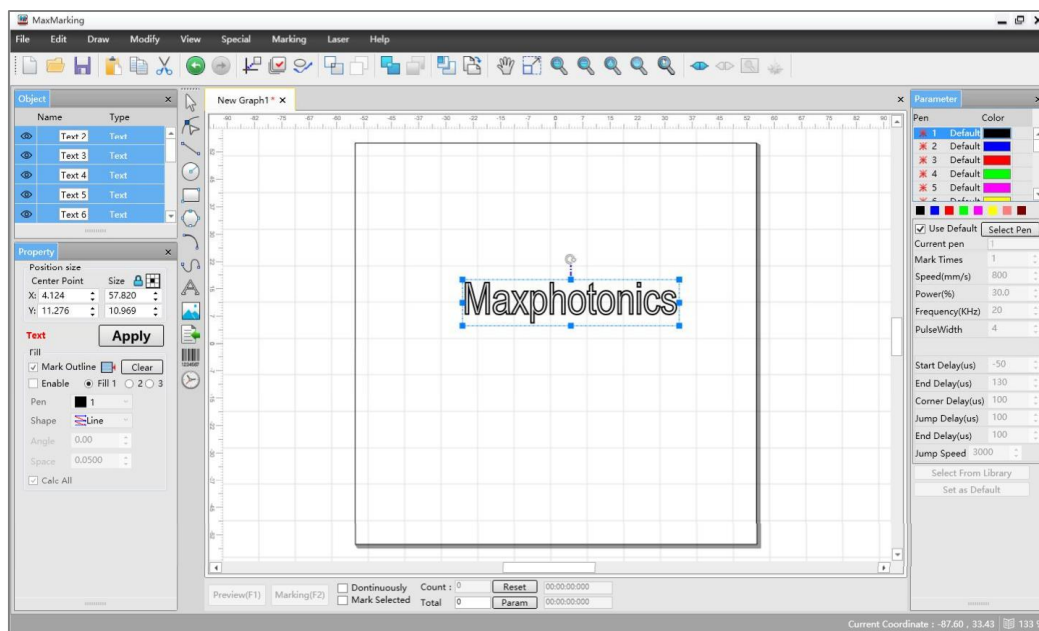 MaxMarking
File Edit Draw Modify View Special Marking Laser Help
Object
Name Type
Text 2 Text
Text 3 Text
Text 4 Text
Text 5 Text
Text 6 Text
Property
Position size
Center Point Size
X: 4.124 57.820
Y: 11.276 10.969
Text Apply
Fill
Mark Outline Clear
Enable Fill 1 2 3
Pen 1
Shape Line
Angle 0.00
Space 0.0500
Calc All
New Graph1*
Maxphotonics
Preview(F1) Marking(F2)
Dontinuously Count : 0 Reset 00:00:00:000
Mark Selected Total 0 Param 00:00:00:000
Parameter
Pen Color
1 Default
2 Default
3 Default
4 Default
5 Default
6 Default
Use Default Select Pen
Current pen 1
Mark Times 1
Speed(mm/s) 800
Power(%) 30.0
Frequency(KHz) 20
PulseWidth 4
Start Delay(us) -50
End Delay(us) 130
Corner Delay(us) 100
Jump Delay(us) 100
End Delay(us) 100
Jump Speed 3000
Select From Library
Set as Default
Current Coordinate : -87.60 , 33.43 133 %